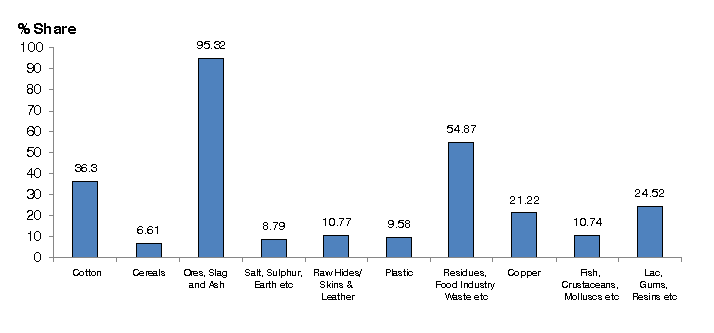 % Share
100
90
80
70
60
50
40
30
20
10
0
36.3
6.61
95.32
8.79
10.77
9.58
54.87
21.22
10.74
24.52
Cotton
Cereals
Ores, Slag
and Ash
Salt, Sulphur,
Earth etc
Raw Hides/
Skins &
Leather
Plastic
Residues,
Food Industry
Waste etc
Copper
Fish,
Crustaceans,
Molluscs etc
Lac,
Gums,
Resins etc